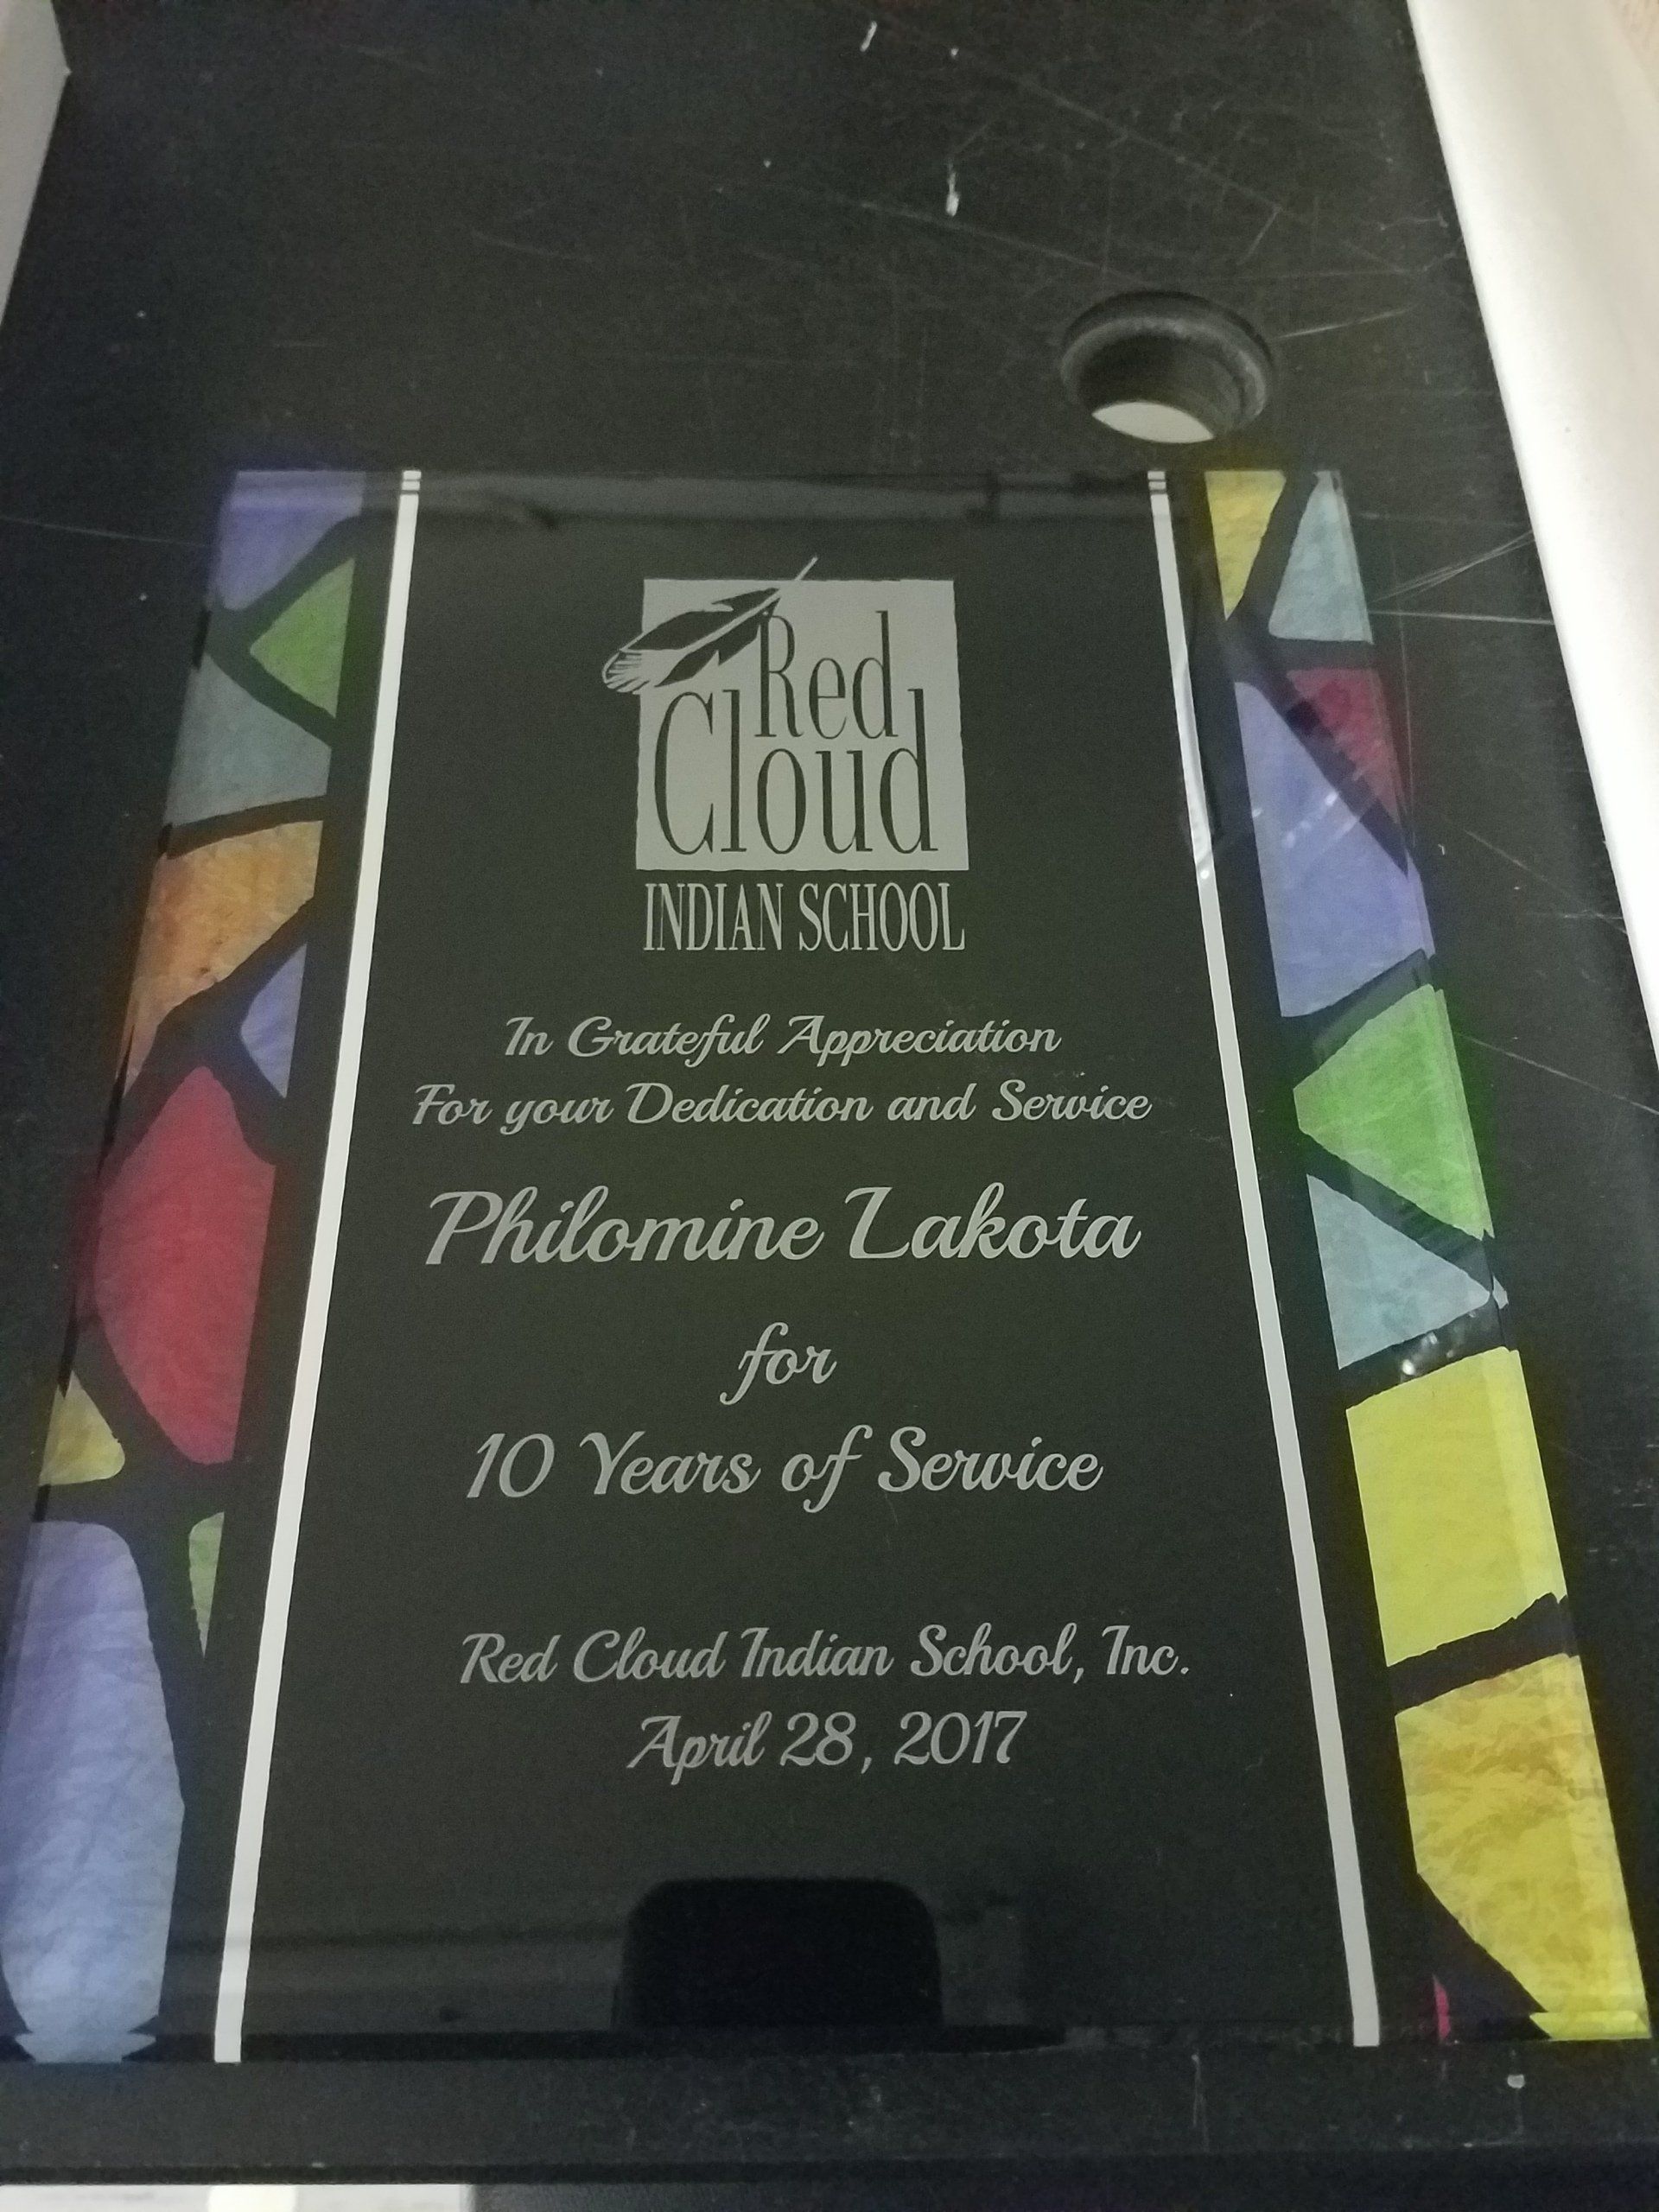 Red
Cloud
INDIAN SCHOOL
In Grateful Appreciation
For your Dedication and Service
Philomine Lakota
for
10 Years of Service
Red Cloud Indian School, Inc.
April 28, 2017